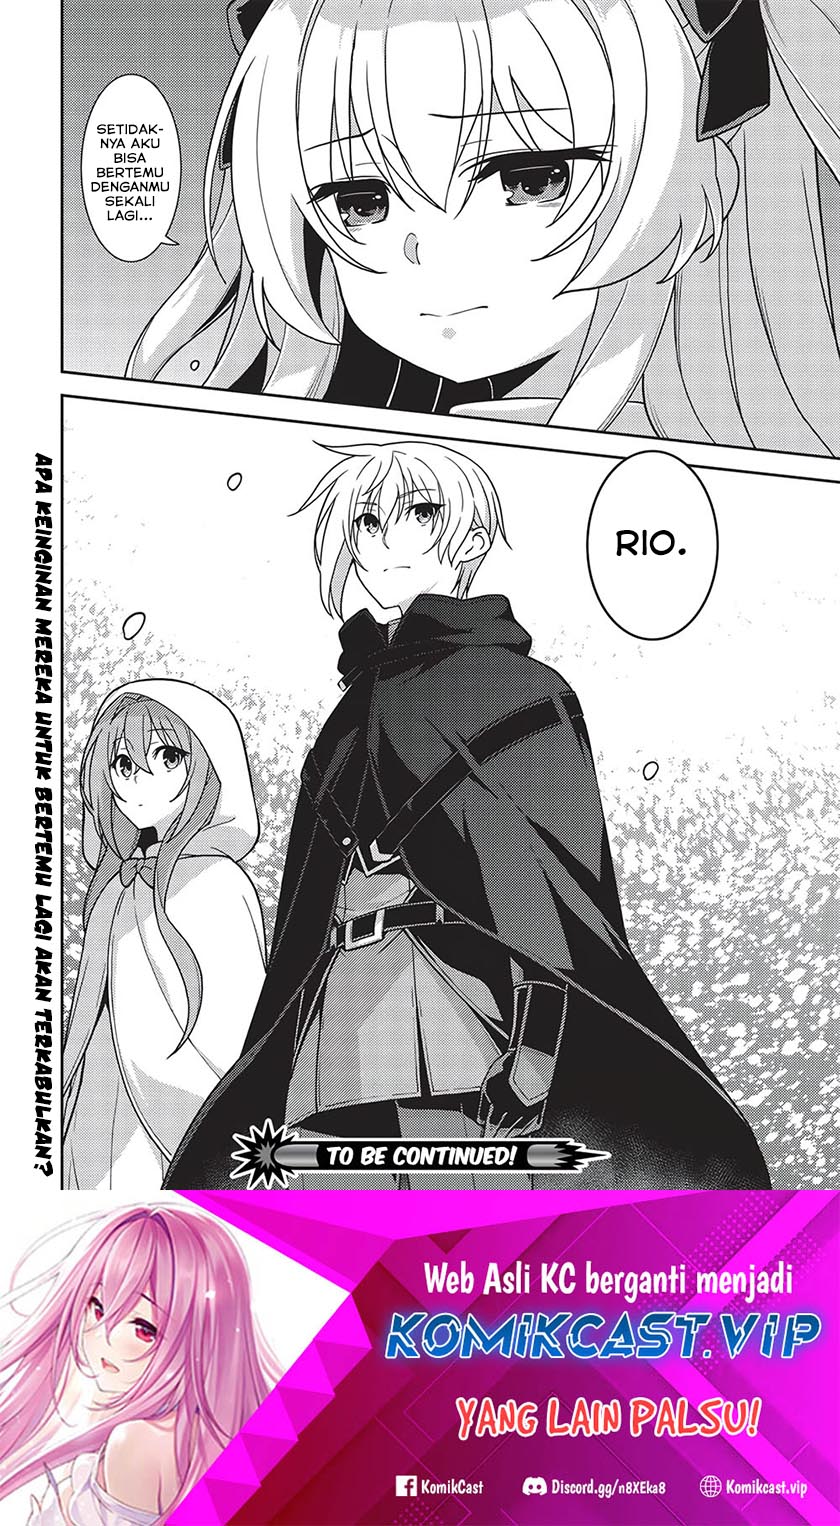 SETIDAK-
NYA AKU
BISA
BERTEMU
DENGANMU
SEKALI
LAGI...
RIO.
APA KEINGINAN MEREKA UNTUK BERTEMU LAGI AKAN TERKABULKAN?
TO BE CONTINUED!
Web Asli KC berganti menjadi
KOMIKCAST.VIP
YANG LAIN PALSU!
KomikCast Discord.gg/n8XEka8 Komikcast.vip